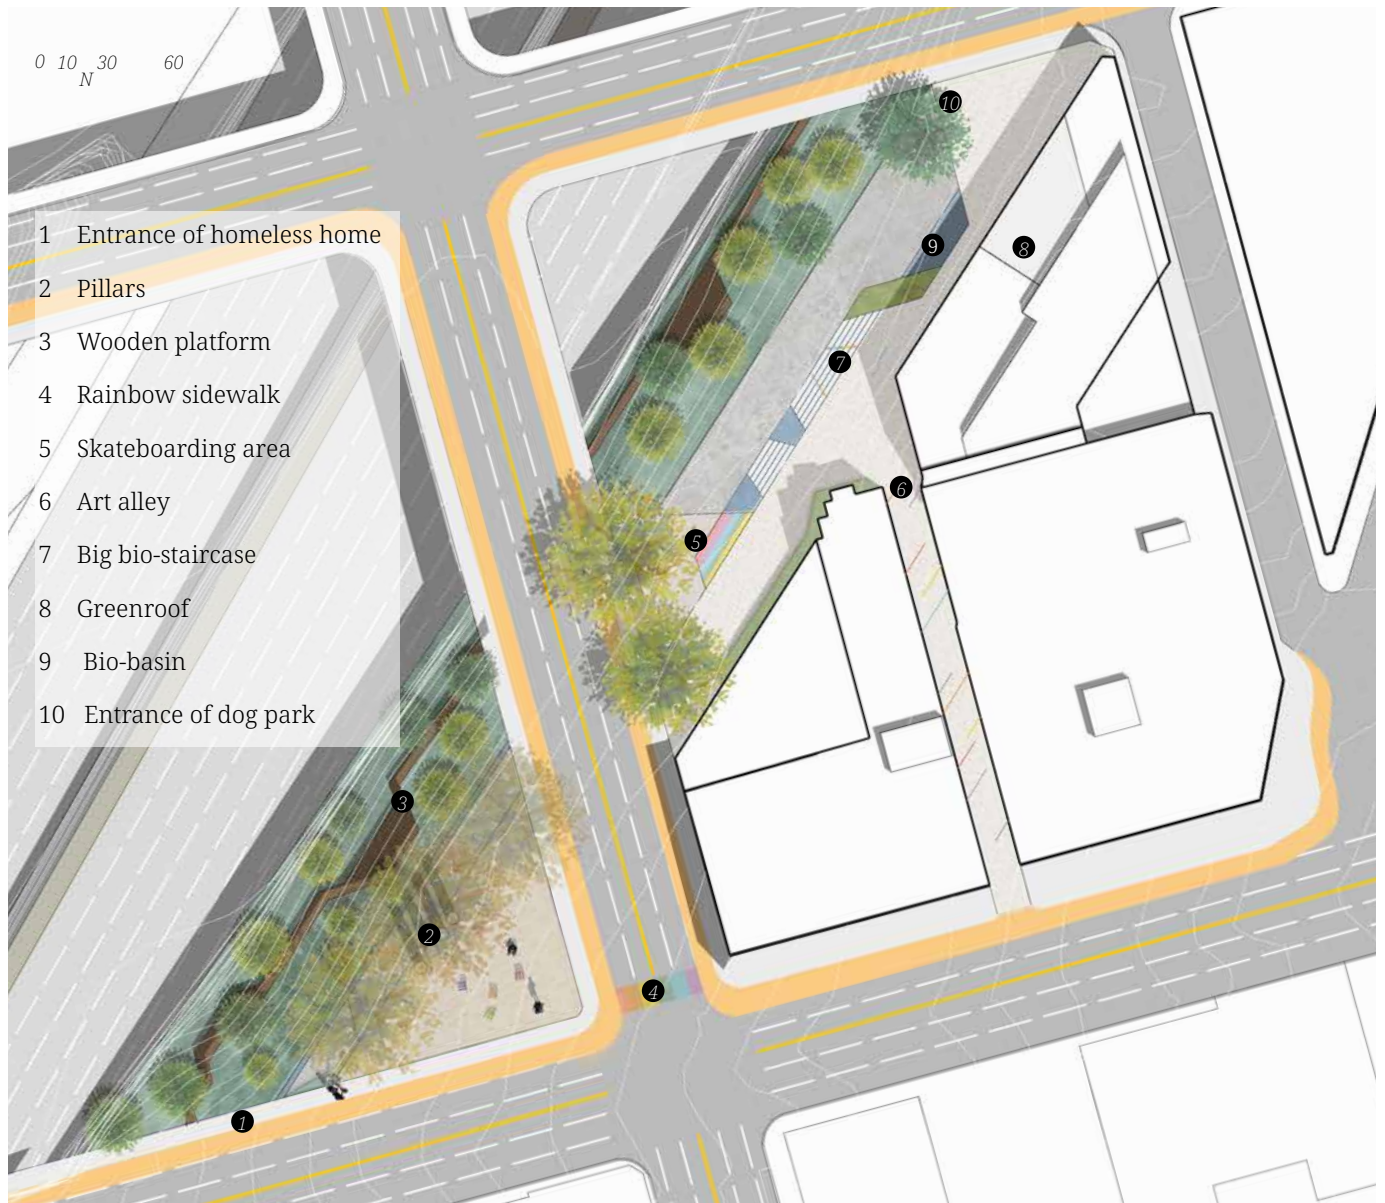 0 10 30 60
N
1 Entrance of homeless home
2 Pillars
3 Wooden platform
4 Rainbow sidewalk
5 Skateboarding area
6 Art alley
7 Big bio-staircase
8 Greenroof
9 Bio-basin
10 Entrance of dog park
10
9
8
7
6
5
3
2
4
1